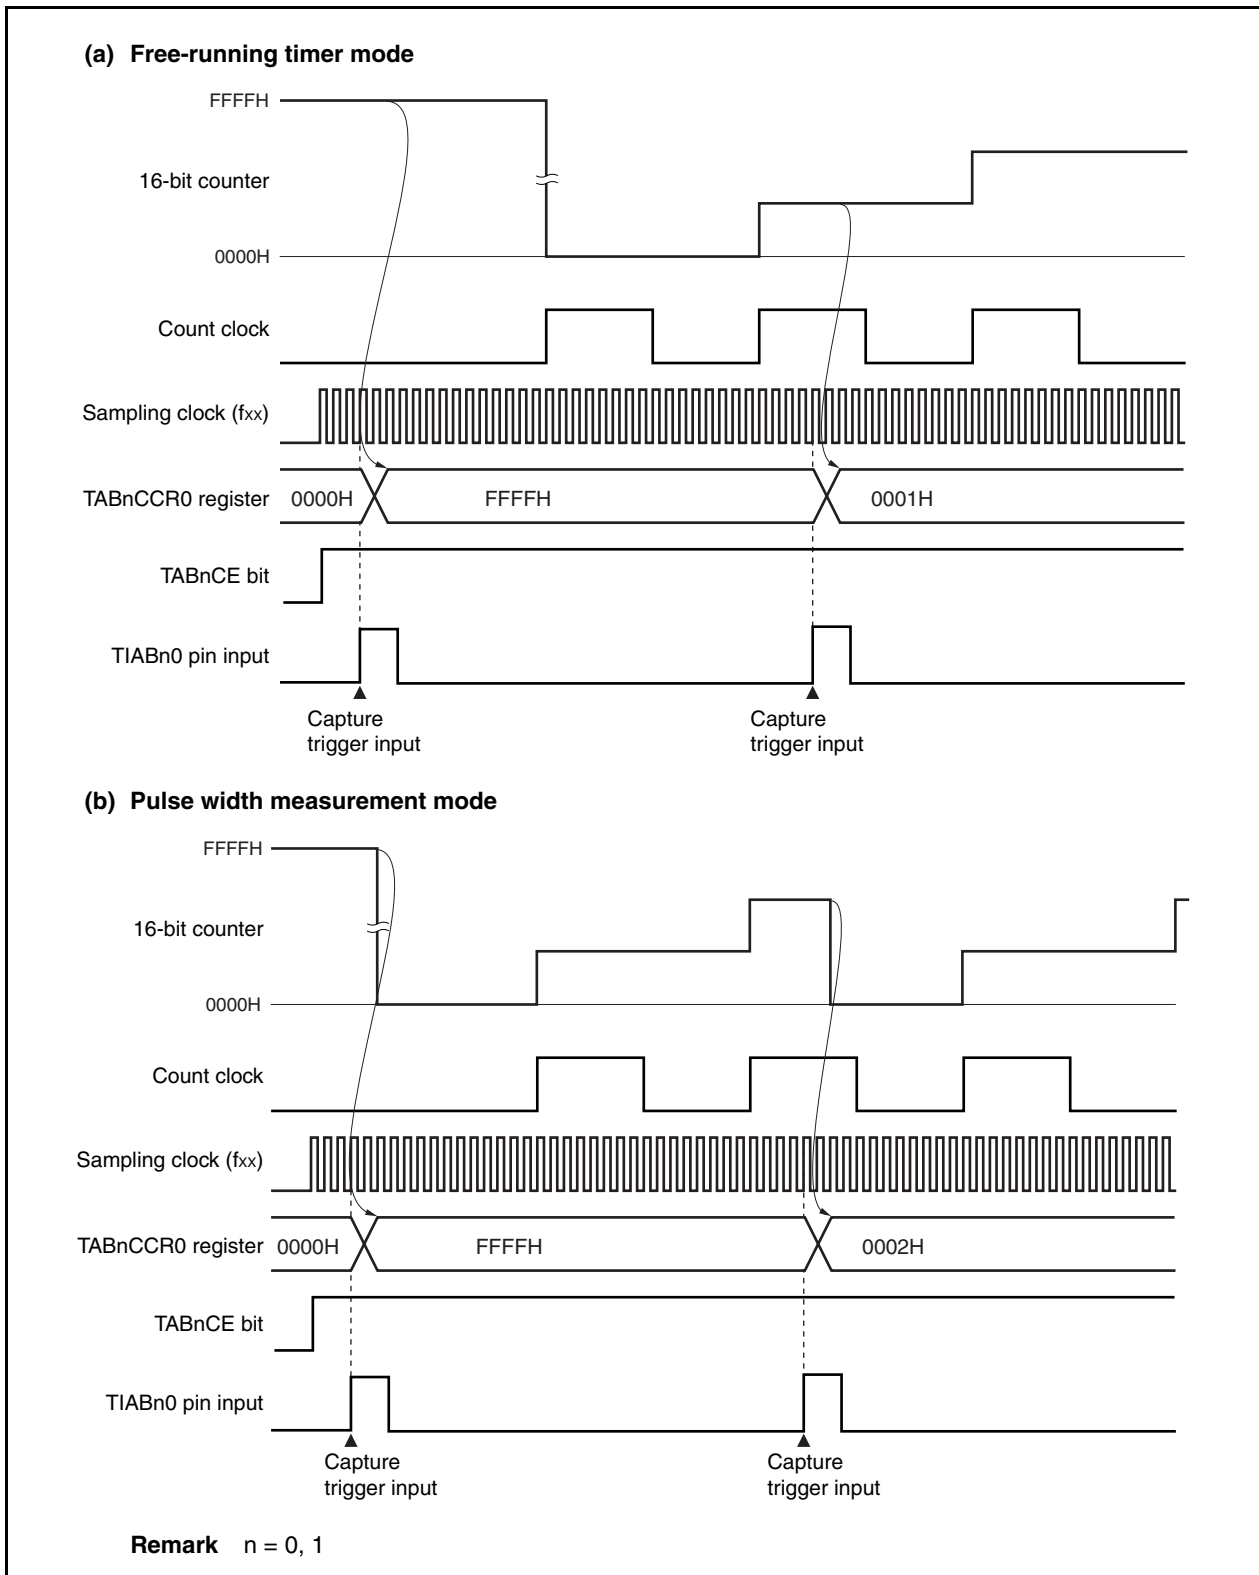 (a) Free-running timer mode
FFFFH
16-bit counter
0000H
Count clock
Sampling clock (fxx)
TABnCCR0 register
0000H
FFFFH
0001H
TABnCE bit
TIABn0 pin input
Capture
trigger input
Capture
trigger input
(b) Pulse width measurement mode
FFFFH
16-bit counter
0000H
Count clock
Sampling clock (fxx)
TABnCCR0 register
0000H
FFFFH
0002H
TABnCE bit
TIABn0 pin input
Capture
trigger input
Capture
trigger input
Remark n = 0, 1